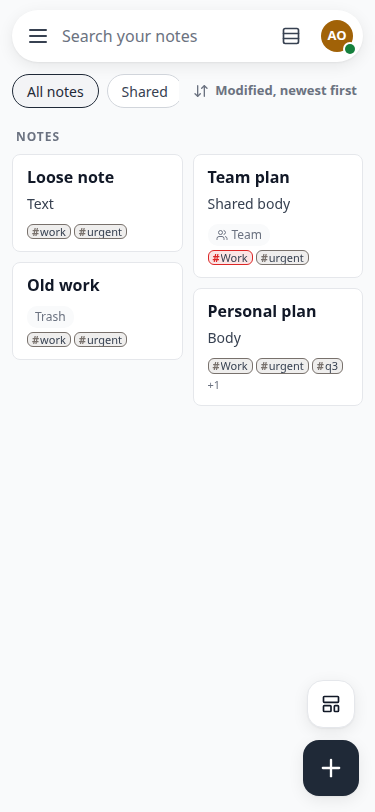 Search your notes
AO
All notes
Shared
Modified, newest first
NOTES
Loose note
Text
#work #urgent
Old work
Trash
#work #urgent
Team plan
Shared body
Team
#Work #urgent
Personal plan
Body
#Work #urgent #q3
+1